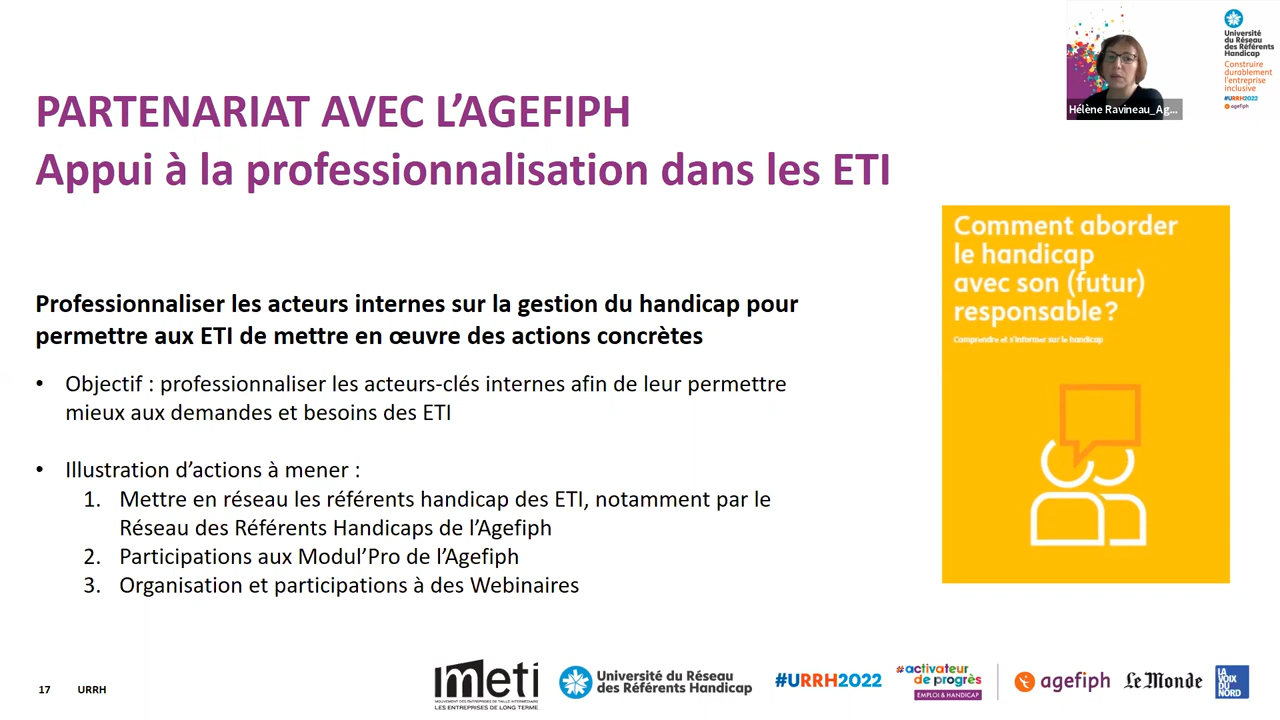 PARTENARIAT AVEC L'AGEFIPH
Appui à la professionnalisation dans les ETI
Professionnaliser les acteurs internes sur la gestion du handicap pour
permettre aux ETI de mettre en œuvre des actions concrètes
• Objectif : professionnaliser les acteurs-clés internes afin de leur permettre
mieux aux demandes et besoins des ETI
• Illustration d'actions à mener :
1. Mettre en réseau les référents handicap des ETI, notamment par le
Réseau des Référents Handicaps de l'Agefiph
2. Participations aux Modul'Pro de l'Agefiph
3. Organisation et participations à des Webinaires
Hélène Ravineau_Ag...
Université
du Réseau
des Référents
Handicap
Construire
durablement
l'entreprise
inclusive
#URRH2022
agefiph
Comment aborder
le handicap
avec son (futur)
responsable ?
Comprendre et s'informer sur le handicap
17 URRH
meti
MOUVEMENT DES ENTREPRISES DE TAILLE INTERMÉDIAIRE
LES ENTREPRISES DE LONG TERME
Université du Réseau
des Référents Handicap
#URRH2022
#activateur
de progrès
EMPLOI & HANDICAP
agefiph
Le Monde
LA
VOIX
DU
NORD